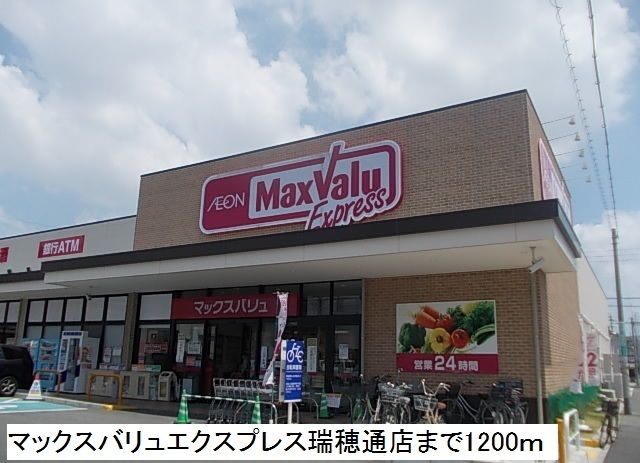 ÆON
MaxValu
Express
銀行ATM
マックスバリュ
営業24時間
マックスバリュエクスプレス瑞穂通店まで1200m